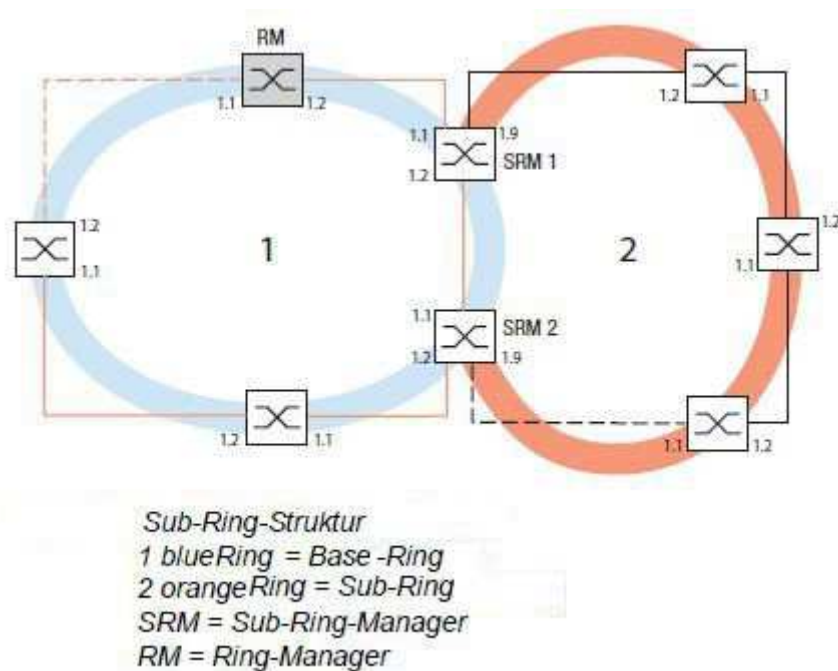 RM
1.1 1.2
1.2 1.1
1.1 1.9
1.2 SRM 1
1.2
1.1
1 2
1.2
1.1
1.1 SRM 2
1.2 1.9
1.2 1.1
1.1 1.2
Sub-Ring-Struktur
1 blueRing = Base -Ring
2 orangeRing = Sub-Ring
SRM = Sub-Ring-Manager
RM = Ring-Manager